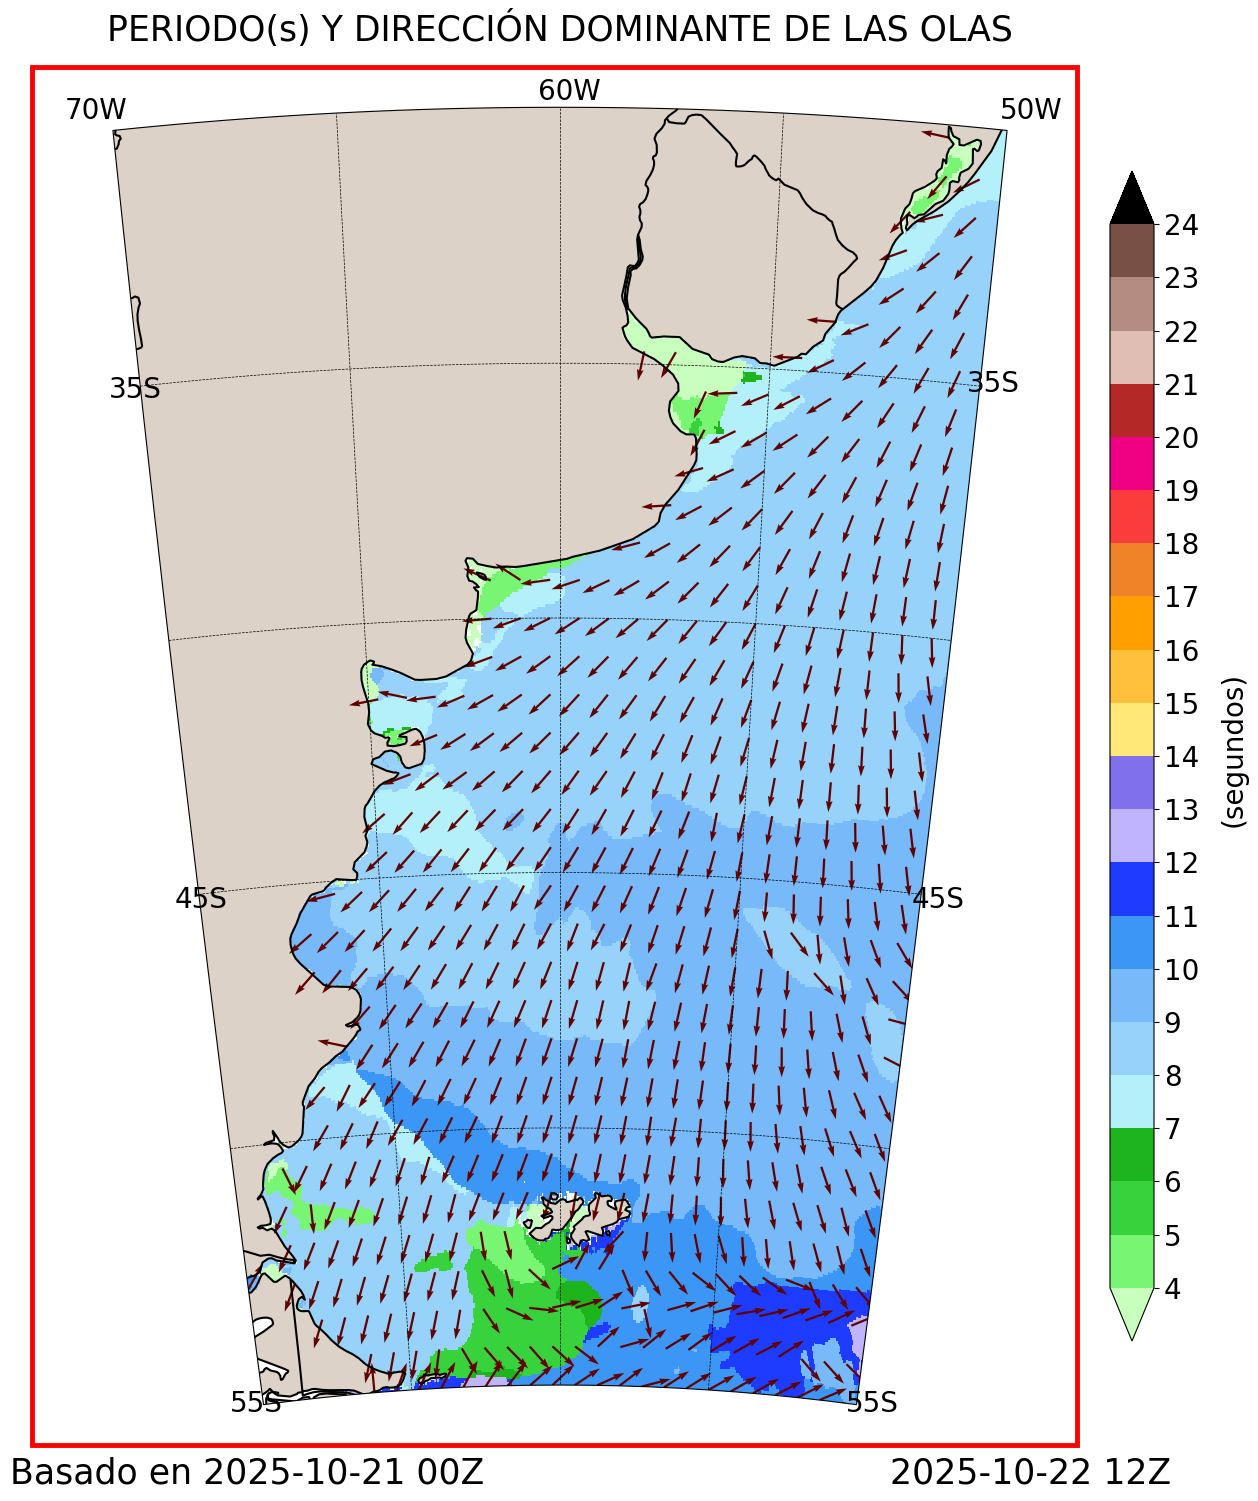 PERIODO(s) Y DIRECCIÓN DOMINANTE DE LAS OLAS
70W
60W
50W
35S
35S
45S
45S
55S
55S
24
23
22
21
20
19
18
17
16
15
14
13
12
11
10
9
8
7
6
5
4
(segundos)
Basado en 2025-10-21 00Z
2025-10-22 12Z